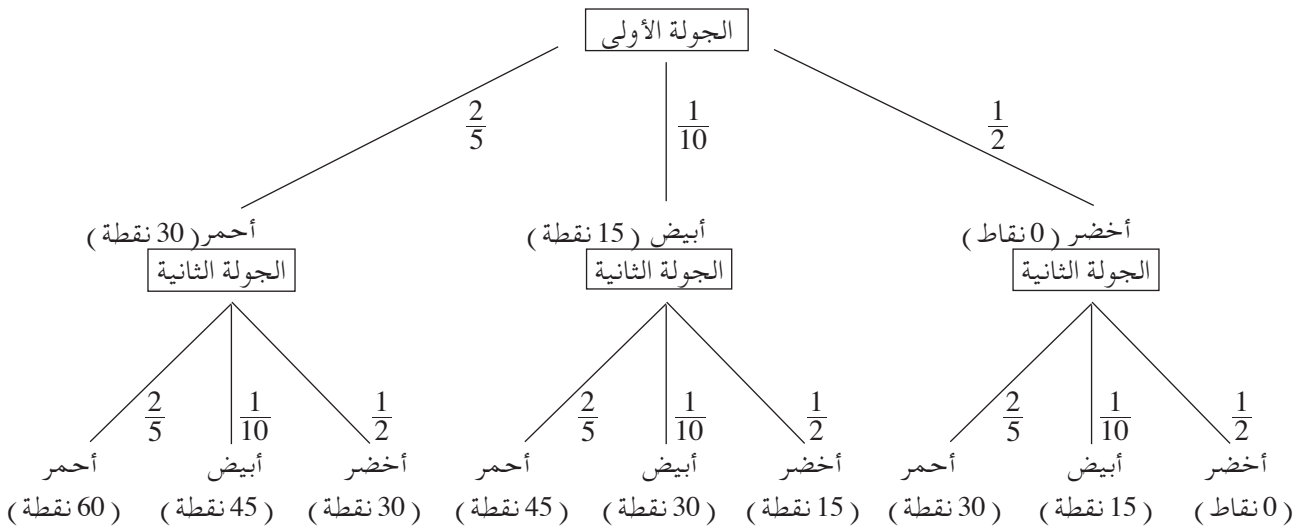 الجولة الأولى
1/2 1/10 2/5
أخضر (0 نقاط) أبيض (15 نقطة) أحمر (30 نقطة)
الجولة الثانية الجولة الثانية الجولة الثانية
1/2 1/10 2/5 1/2 1/10 2/5 1/2 1/10 2/5
أخضر أبيض أحمر أخضر أبيض أحمر أخضر أبيض أحمر
(0 نقاط) (15 نقطة) (30 نقطة) (15 نقطة) (30 نقطة) (45 نقطة) (30 نقطة) (45 نقطة) (60 نقطة)